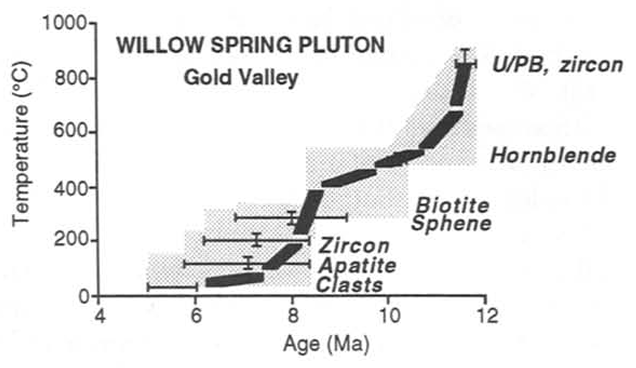 1000
WILLOW SPRING PLUTON
Gold Valley
U/PB, zircon
800
600
Hornblende
400
Biotite
Sphene
200
Zircon
Apatite
Clasts
0
4 6 8 10 12
Temperature (°C)
Age (Ma)